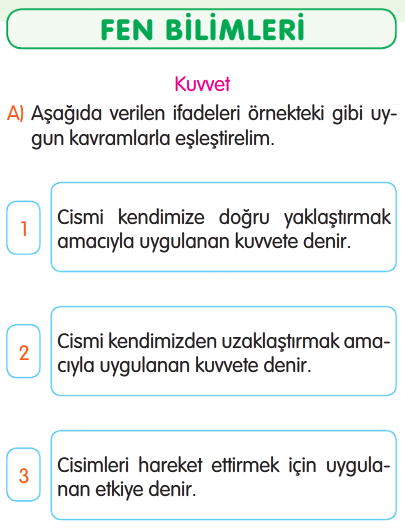 FEN BİLİMLERİ
Kuvvet
A) Aşağıda verilen ifadeleri örnekteki gibi uy-
gun kavramlarla eşleştirelim.
1
Cismi kendimize doğru yaklaştırmak
amacıyla uygulanan kuvvete denir.
2
Cismi kendimizden uzaklaştırmak ama-
cıyla uygulanan kuvvete denir.
3
Cisimleri hareket ettirmek için uygula-
nan etkiye denir.